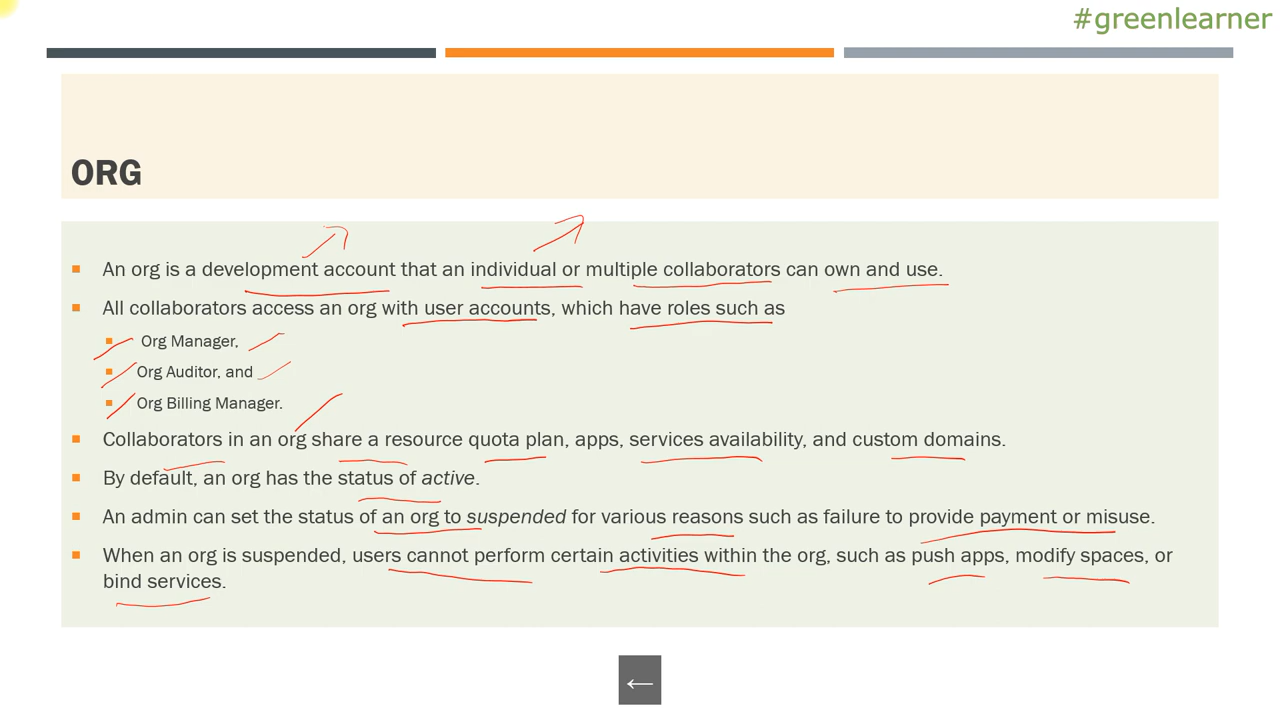 #greenlearner
ORG
An org is a development account that an individual or multiple collaborators can own and use.
All collaborators access an org with user accounts, which have roles such as
Org Manager,
Org Auditor, and
Org Billing Manager.
Collaborators in an org share a resource quota plan, apps, services availability, and custom domains.
By default, an org has the status of active.
An admin can set the status of an org to suspended for various reasons such as failure to provide payment or misuse.
When an org is suspended, users cannot perform certain activities within the org, such as push apps, modify spaces, or
bind services.